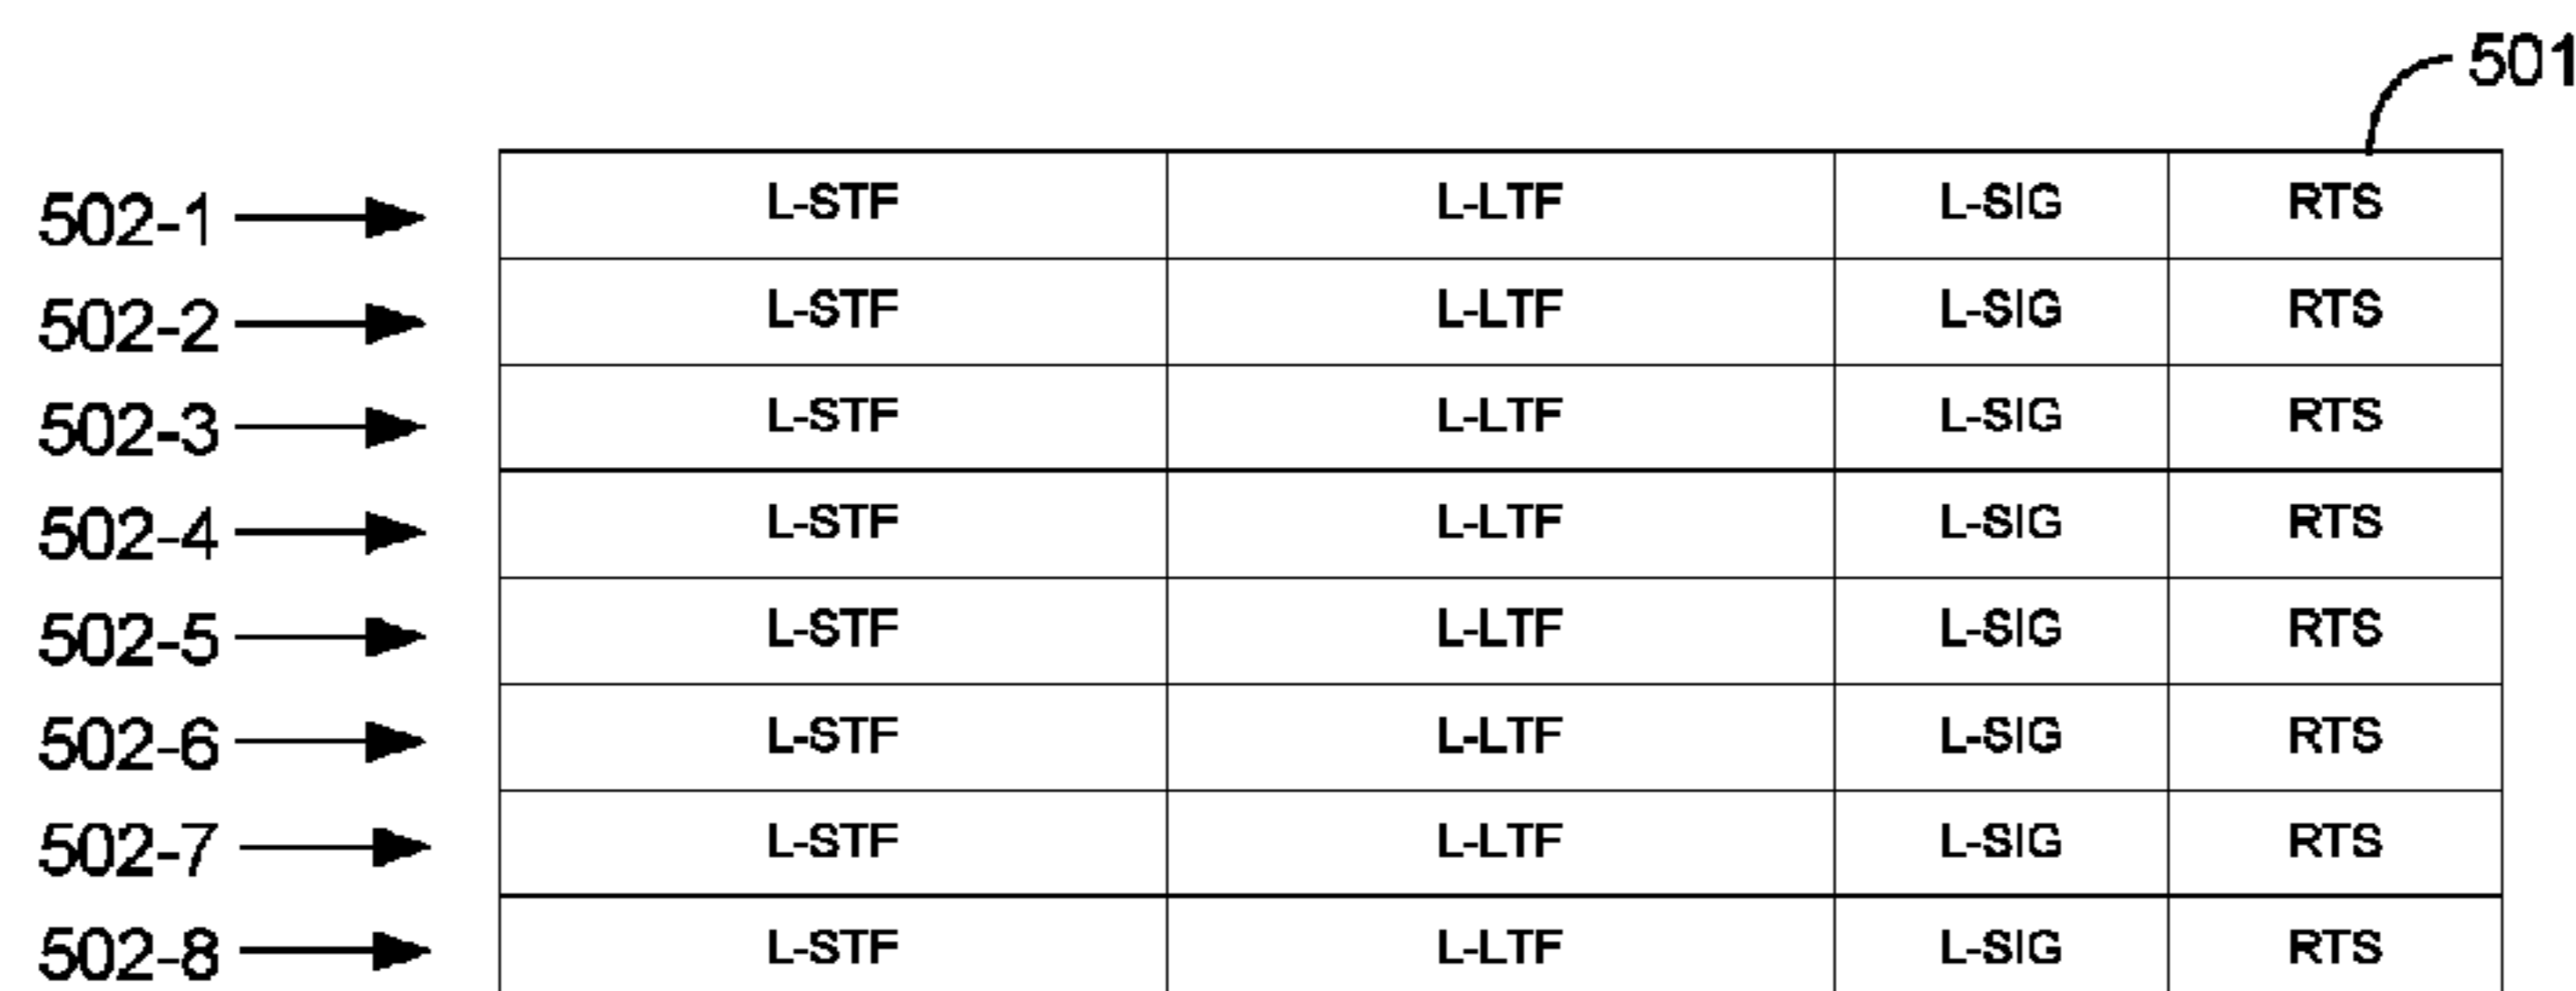 501
502-1 L-STF L-LTF L-SIG RTS
502-2 L-STF L-LTF L-SIG RTS
502-3 L-STF L-LTF L-SIG RTS
502-4 L-STF L-LTF L-SIG RTS
502-5 L-STF L-LTF L-SIG RTS
502-6 L-STF L-LTF L-SIG RTS
502-7 L-STF L-LTF L-SIG RTS
502-8 L-STF L-LTF L-SIG RTS